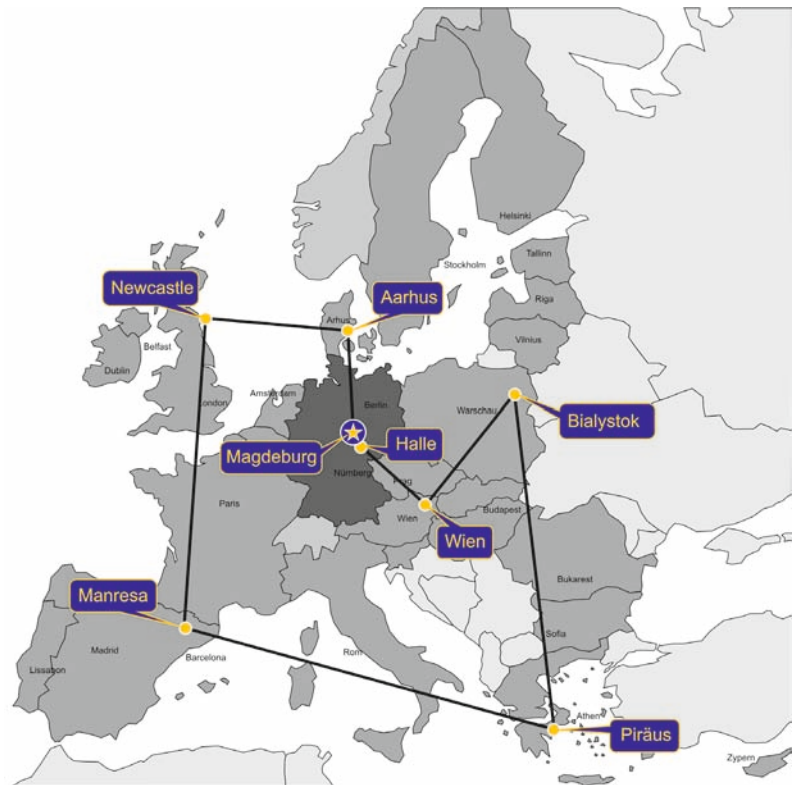 Helsinki
Tallinn
Stockholm
Newcastle
Aarhus
Riga
Arhus
Vilnius
Belfast
Dublin
Amsterdam
London
Berlin
Warschau
Bialystok
Magdeburg
Halle
Nürnberg
Prag
Paris
Wien
Budapest
Wien
Bukarest
Manresa
Sofia
Madrid
Barcelona
Rom
Lissabon
Athen
Piräus
Zypern